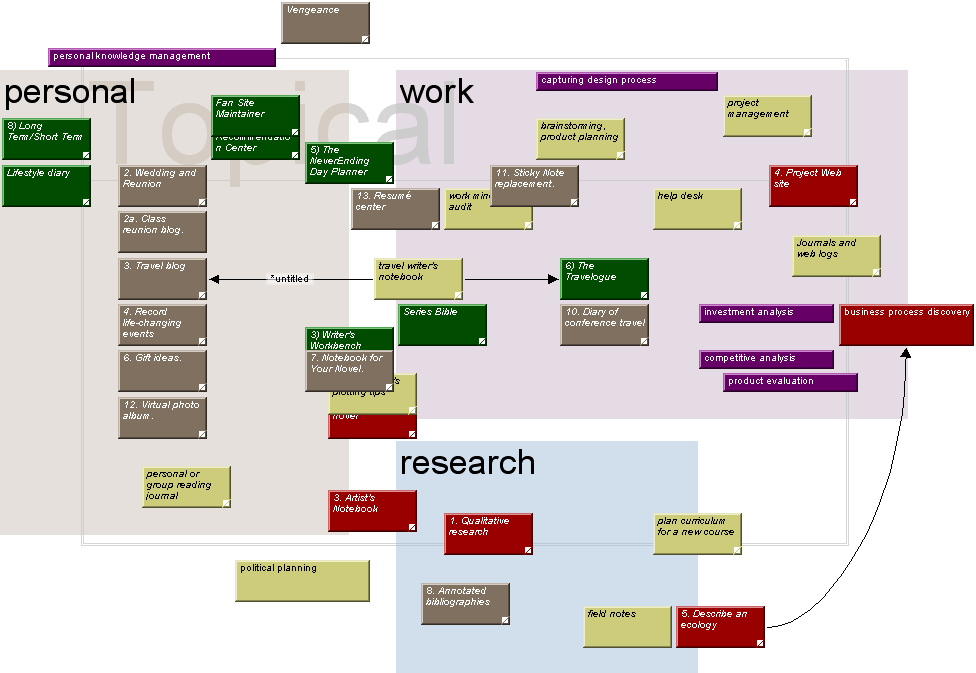 Vengeance
personal knowledge management
Topical
personal
work
capturing design process
Fan Site
Maintainer
Recommendatio
n Center
project
management
8) Long
Term/Short Term
brainstorming,
product planning
5) The
NeverEnding
Day Planner
Lifestyle diary
2. Wedding and
Reunion
11. Sticky Note
replacement.
4. Project Web
site
13. Resumé
center
work min
audit
help desk
2a. Class
reunion blog.
Journals and
web logs
3. Travel blog
*untitled
travel writer's
notebook
6) The
Travelogue
4. Record
life-changing
events
Series Bible
10. Diary of
conference travel
investment analysis
business process discovery
3) Writer's
Workbench
6. Gift ideas.
7. Notebook for
Your Novel.
competitive analysis
product evaluation
's
plotting tips
12. Virtual photo
album.
novel
research
personal or
group reading
journal
3. Artist's
Notebook
1. Qualitative
research
plan curriculum
for a new course
political planning
8. Annotated
bibliographies
field notes
5. Describe an
ecology